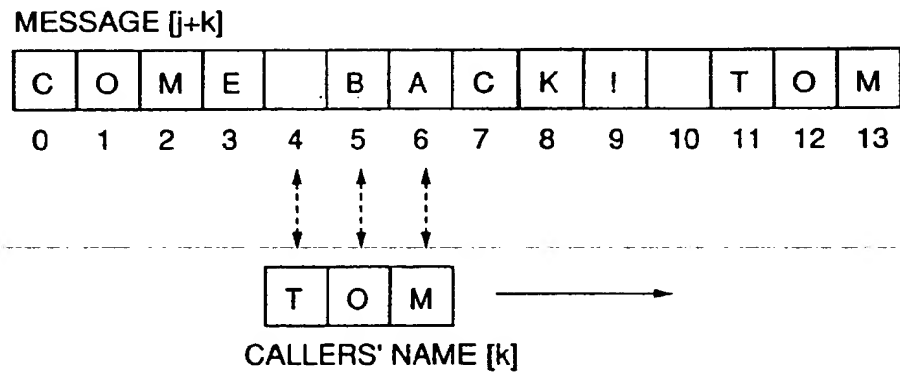 MESSAGE [j+k]
C O M E B A C K ! T O M
0 1 2 3 4 5 6 7 8 9 10 11 12 13
T O M
CALLERS' NAME [k]